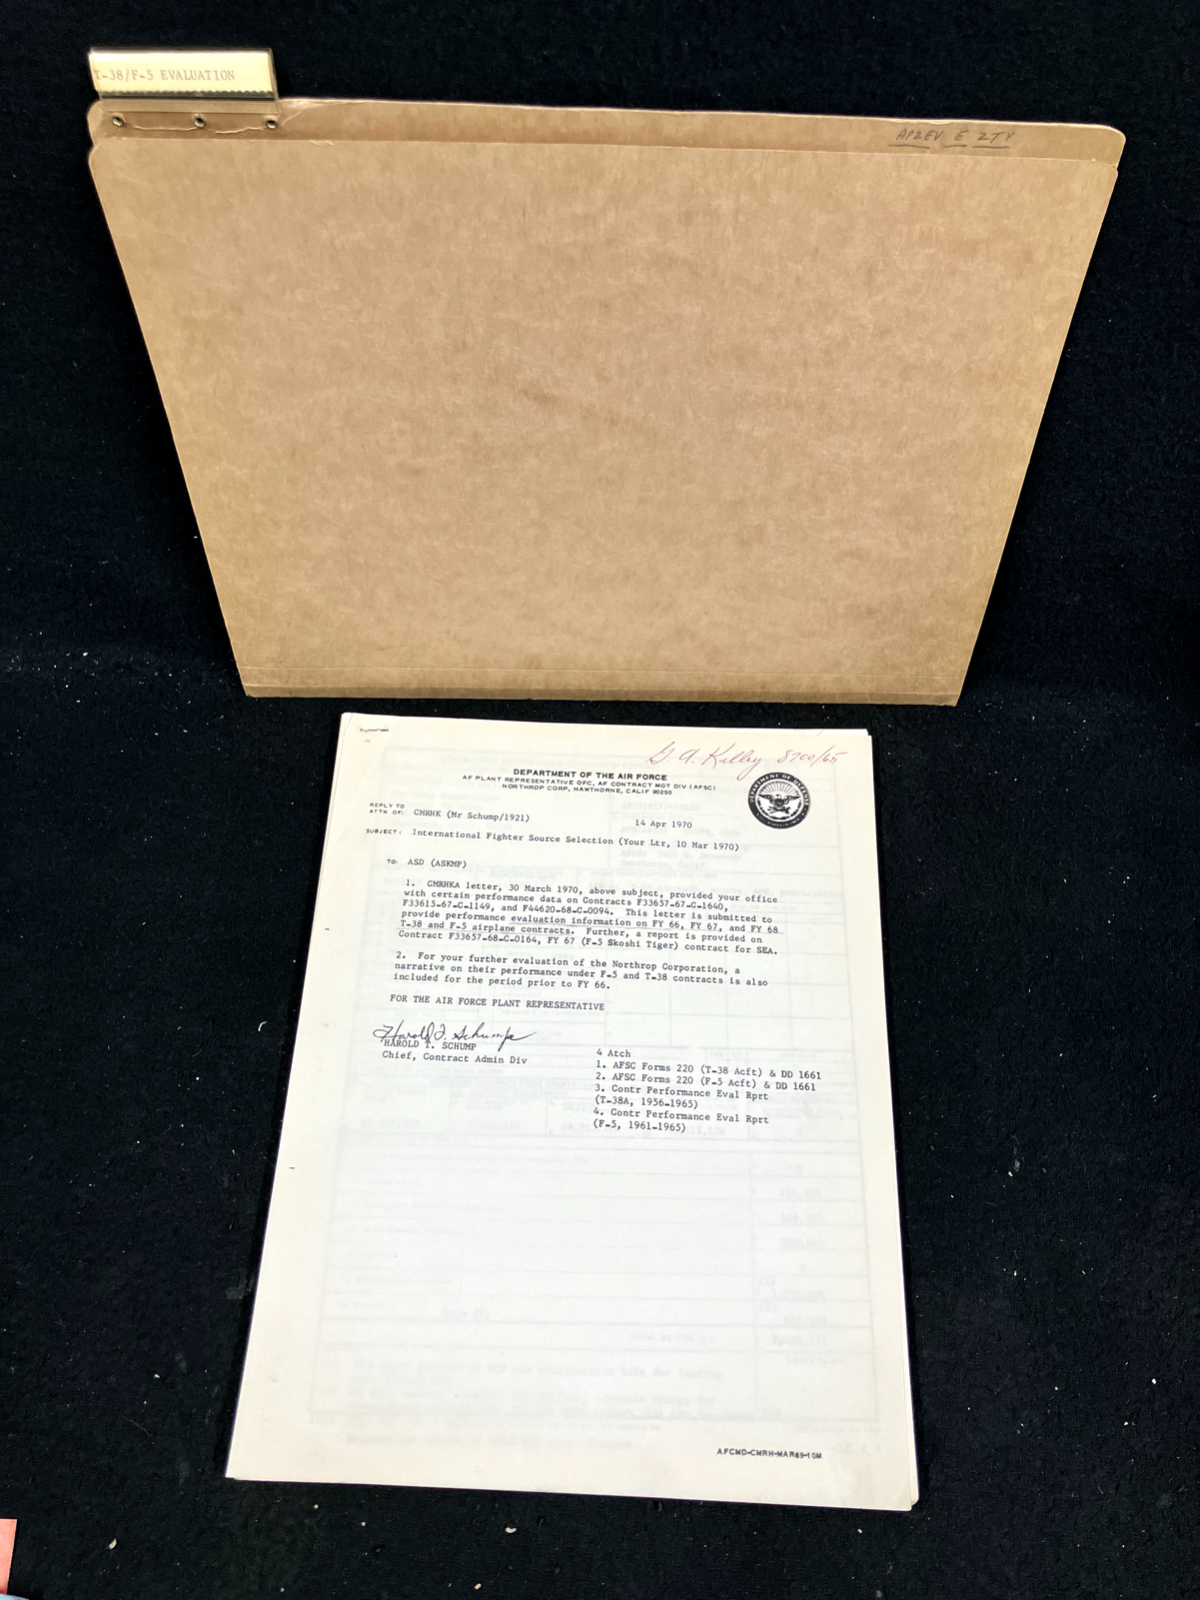 T-38/F-5 EVALUATION
G A. Kelley 8700/65
DEPARTMENT OF THE AIR FORCE
AF PLANT REPRESENTATIVE OFC, AF CONTRACT MGT DIV (AFSC)
NORTHROP CORP, HAWTHORNE, CALIF 90250
DEPARTMENT OF DEFENSE
REPLY TO
ATTN OF: CMRHK (Mr Schump/1921)
14 Apr 1970
SUBJECT: International Fighter Source Selection (Your Ltr, 10 Mar 1970)
TO: ASD (ASKMP)
1. CMRHKA letter, 30 March 1970, above subject, provided your office
with certain performance data on Contracts F33657-67-C-1640,
F33615-67-C-1149, and F44620-68-C-0094. This letter is submitted to
provide performance evaluation information on FY 66, FY 67, and FY 68
T-38 and F-5 airplane contracts. Further, a report is provided on
Contract F33657-68-C-0164, FY 67 (F-5 Skoshi Tiger) contract for SEA.
2. For your further evaluation of the Northrop Corporation, a
narrative on their performance under F-5 and T-38 contracts is also
included for the period prior to FY 66.
FOR THE AIR FORCE PLANT REPRESENTATIVE
Harold T. Schump
HAROLD T. SCHUMP
Chief, Contract Admin Div
4 Atch
1. AFSC Forms 220 (T-38 Acft) & DD 1661
2. AFSC Forms 220 (F-5 Acft) & DD 1661
3. Contr Performance Eval Rprt
(T-38A, 1956-1965)
4. Contr Performance Eval Rprt
(F-5, 1961-1965)
AFCMD-CMRH-MAR69-10M